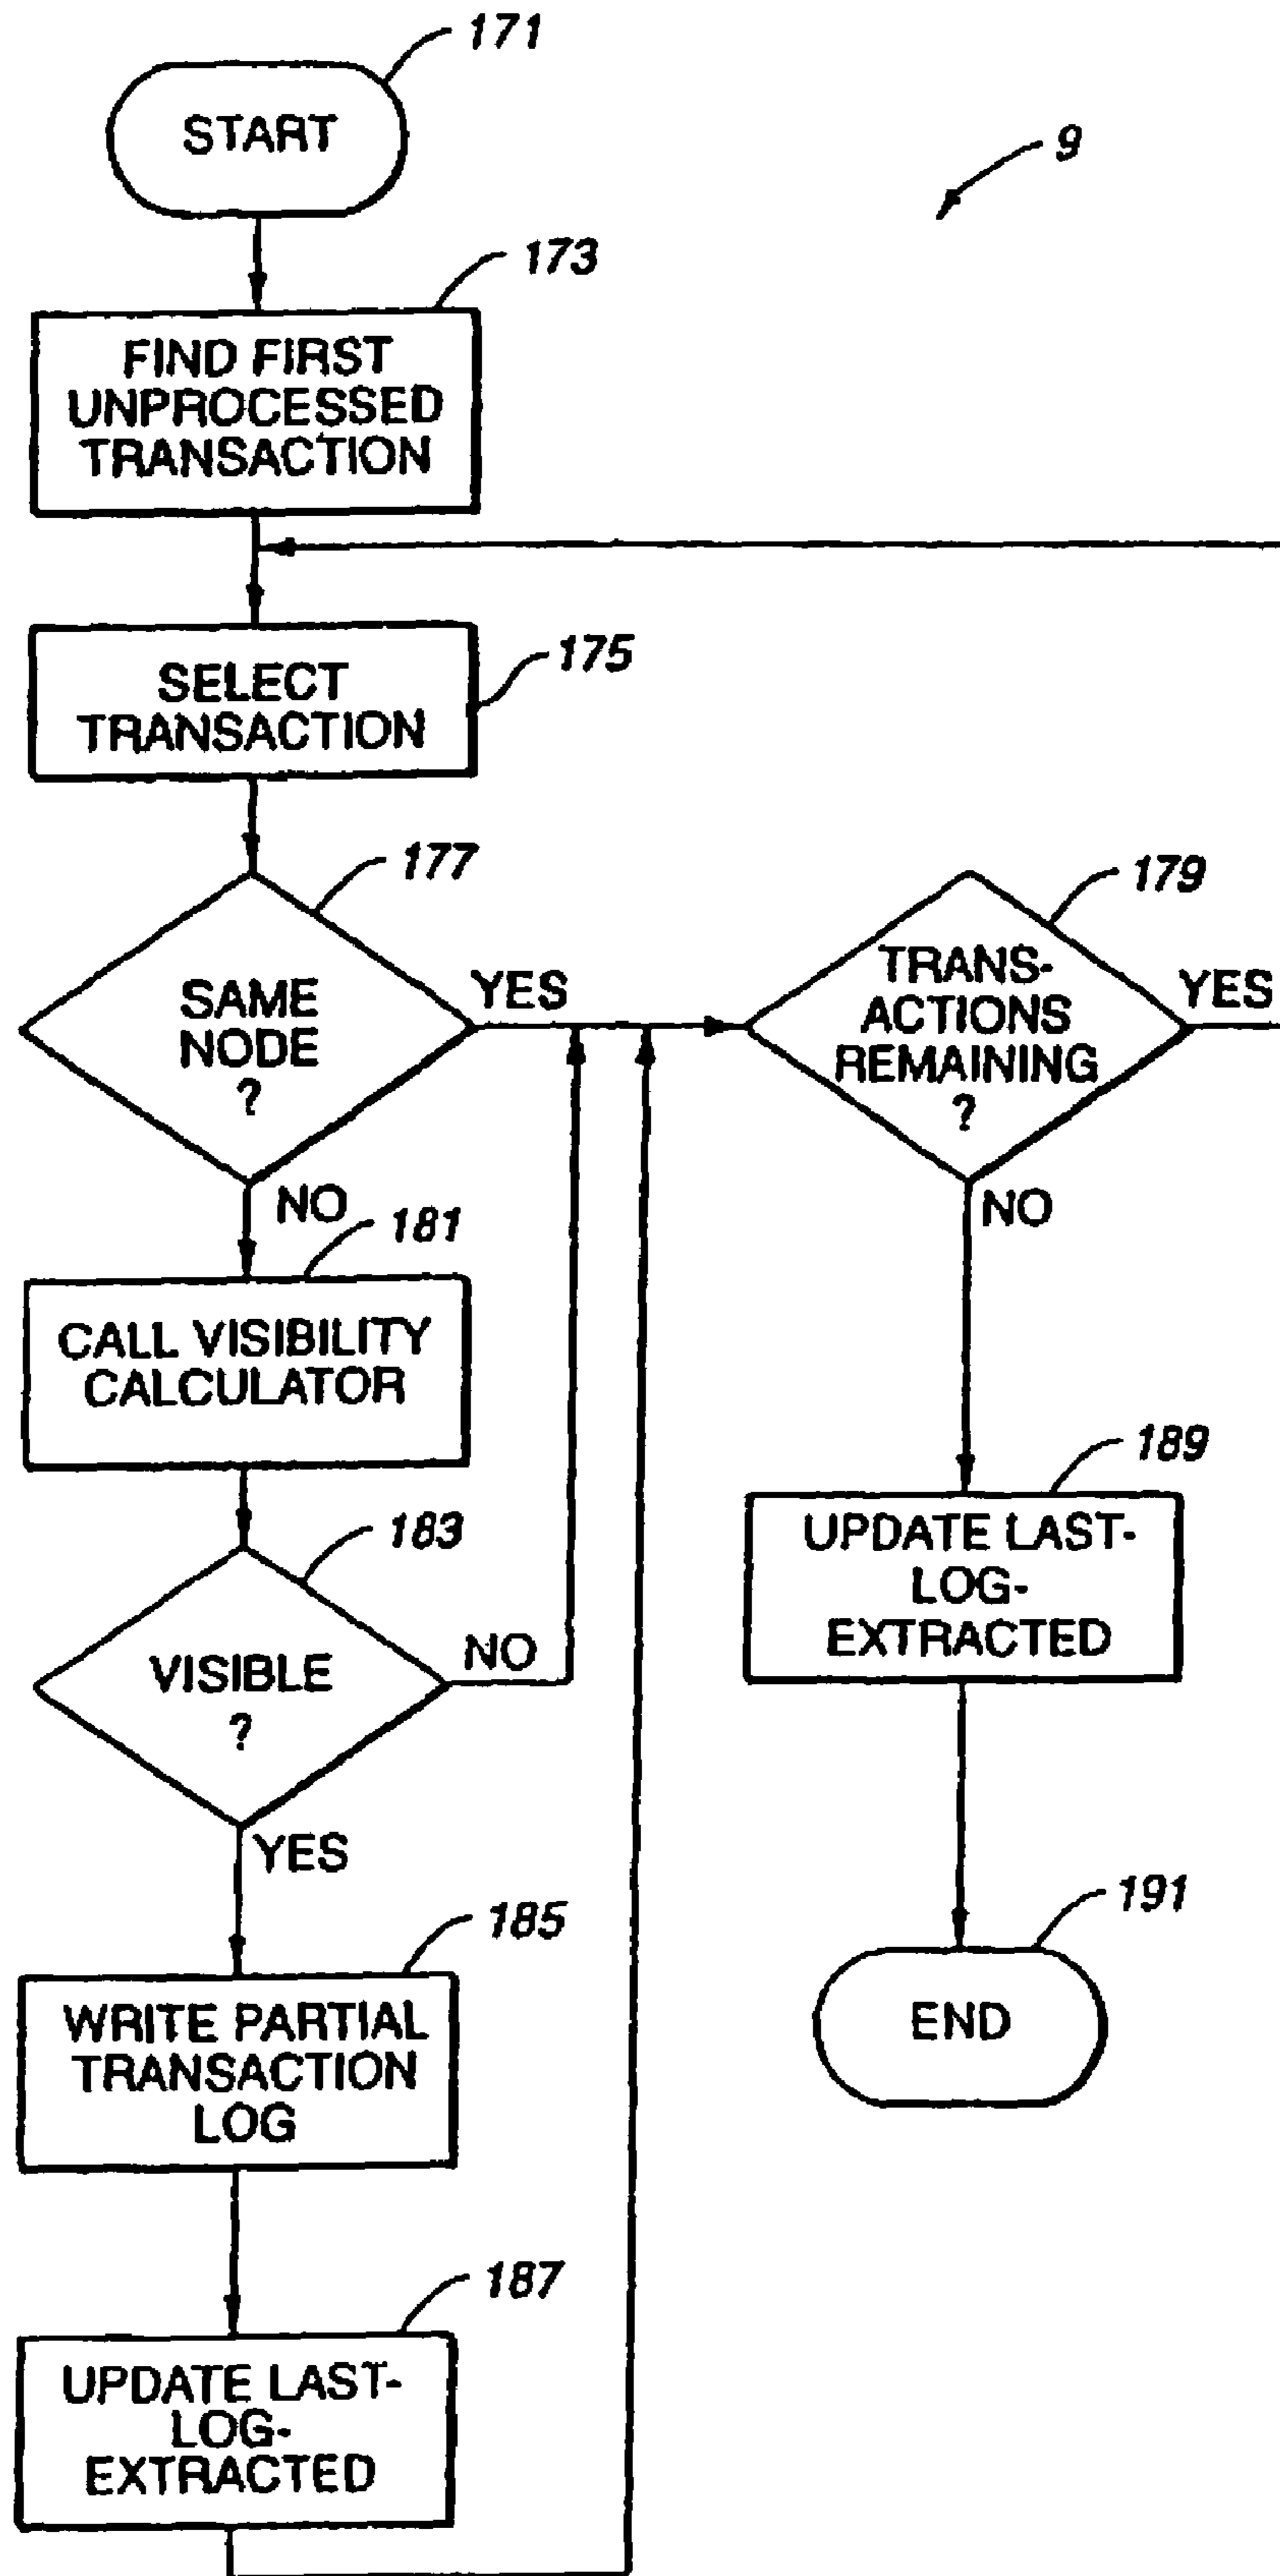 171
START
9
173
FIND FIRST
UNPROCESSED
TRANSACTION
175
SELECT
TRANSACTION
177
SAME
NODE
?
YES
NO
179
TRANS-
ACTIONS
REMAINING
?
YES
NO
181
CALL VISIBILITY
CALCULATOR
183
VISIBLE
?
NO
YES
185
WRITE PARTIAL
TRANSACTION
LOG
187
UPDATE LAST-
LOG-
EXTRACTED
189
UPDATE LAST-
LOG-
EXTRACTED
191
END